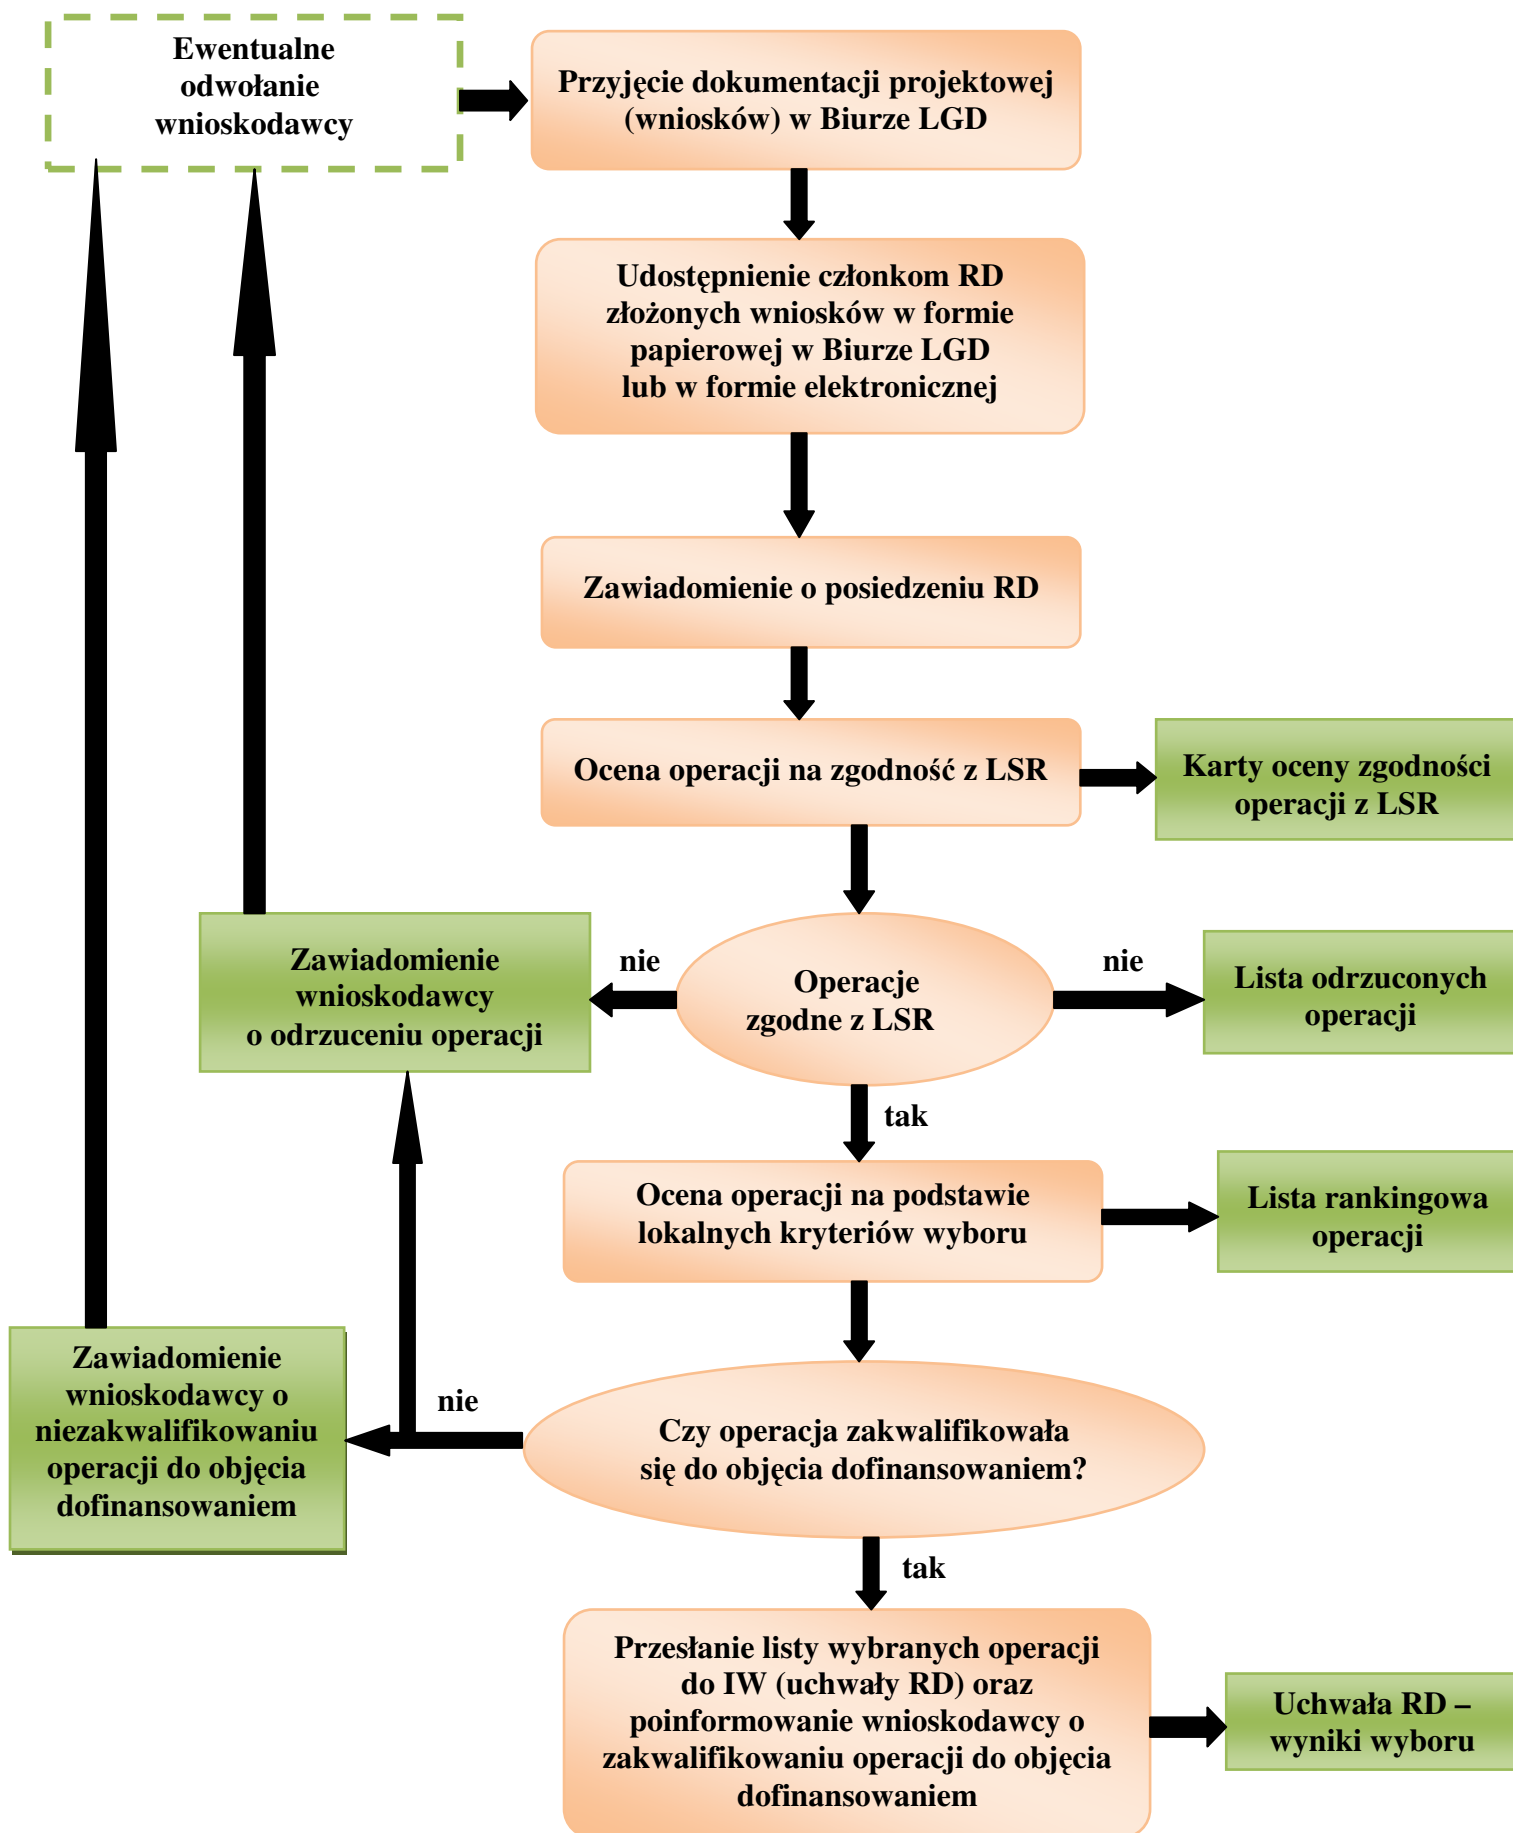 Ewentualne
odwołanie
wnioskodawcy
Przyjęcie dokumentacji projektowej
(wniosków) w Biurze LGD
Udostępnienie członkom RD
złożonych wniosków w formie
papierowej w Biurze LGD
lub w formie elektronicznej
Zawiadomienie o posiedzeniu RD
Ocena operacji na zgodność z LSR
Karty oceny zgodności
operacji z LSR
Zawiadomienie
wnioskodawcy
o odrzuceniu operacji
nie
Operacje
zgodne z LSR
nie
Lista odrzuconych
operacji
tak
Ocena operacji na podstawie
lokalnych kryteriów wyboru
Lista rankingowa
operacji
Zawiadomienie
wnioskodawcy o
niezakwalifikowaniu
operacji do objęcia
dofinansowaniem
nie
Czy operacja zakwalifikowała
się do objęcia dofinansowaniem?
tak
Przesłanie listy wybranych operacji
do IW (uchwały RD) oraz
poinformowanie wnioskodawcy o
zakwalifikowaniu operacji do objęcia
dofinansowaniem
Uchwała RD –
wyniki wyboru